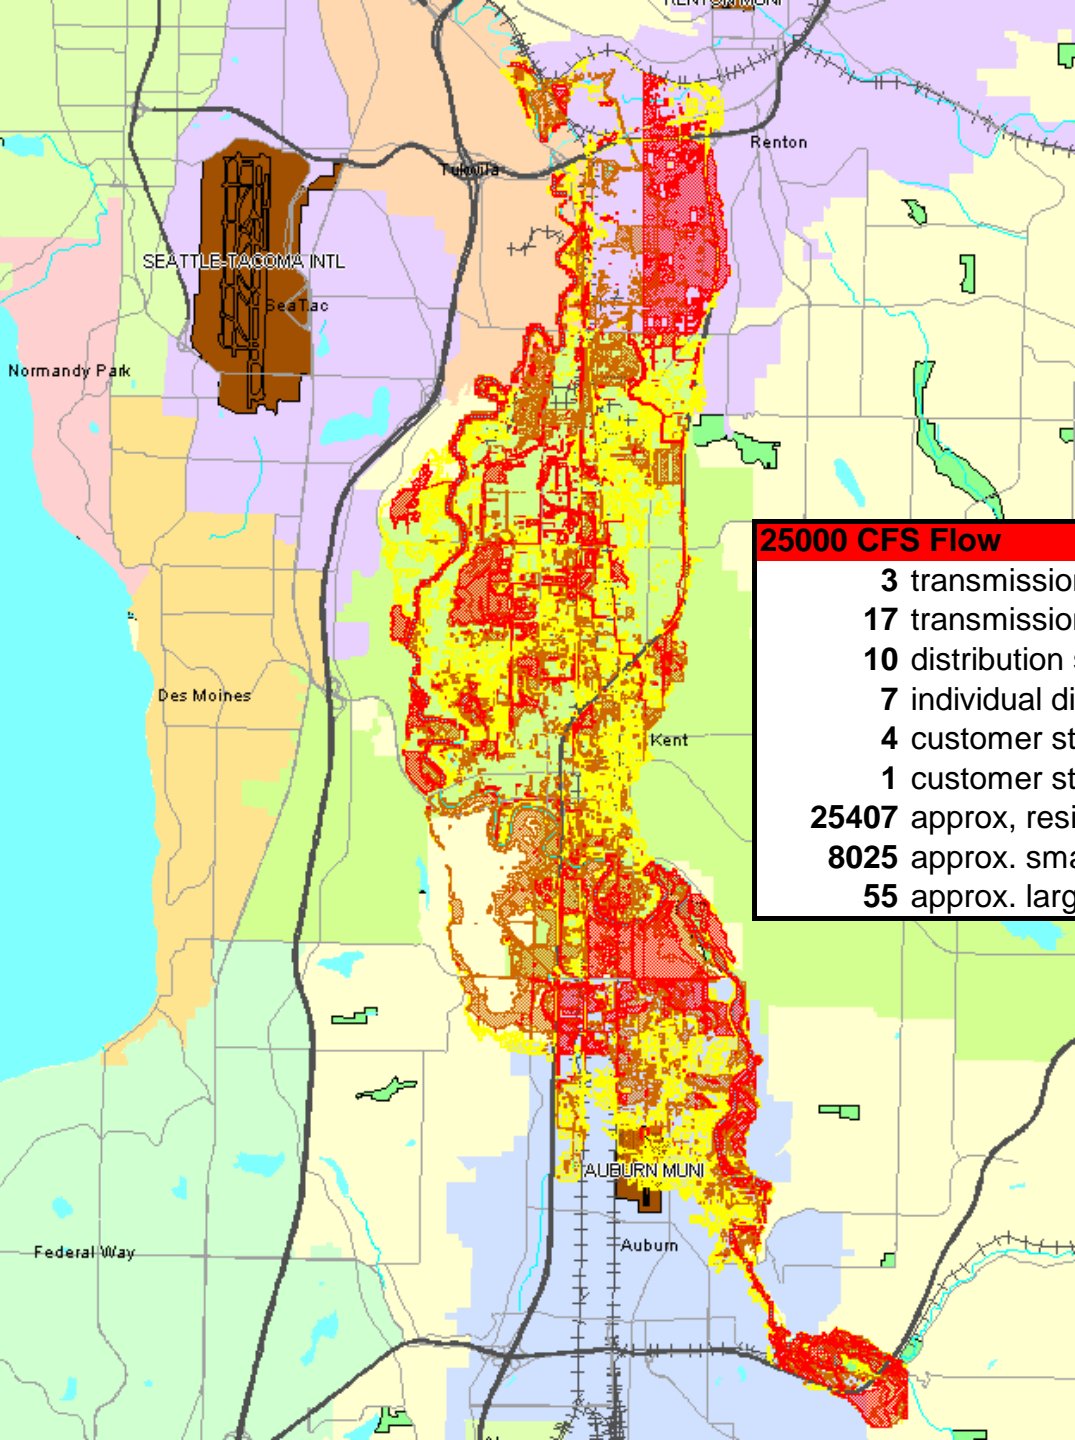 RENTON MUNI
Renton
Tukwila
SEATTLE-TACOMA INTL
SeaTac
Normandy Park
25000 CFS Flow
3 transmission
17 transmission
10 distribution
7 individual di
4 customer st
1 customer st
25407 approx, resi
8025 approx. sma
55 approx. larg
Des Moines
Kent
AUBURN MUNI
Auburn
Federal Way